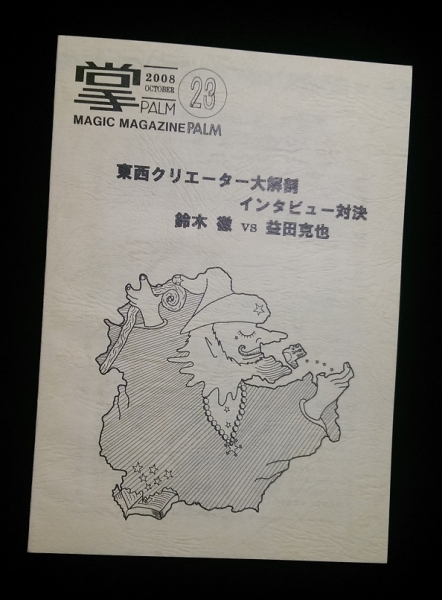 掌
2008
OCTOBER
PALM
23
MAGIC MAGAZINE PALM
東西クリエーター大解剖
インタビュー対決
鈴木 徹 vs 益田克也